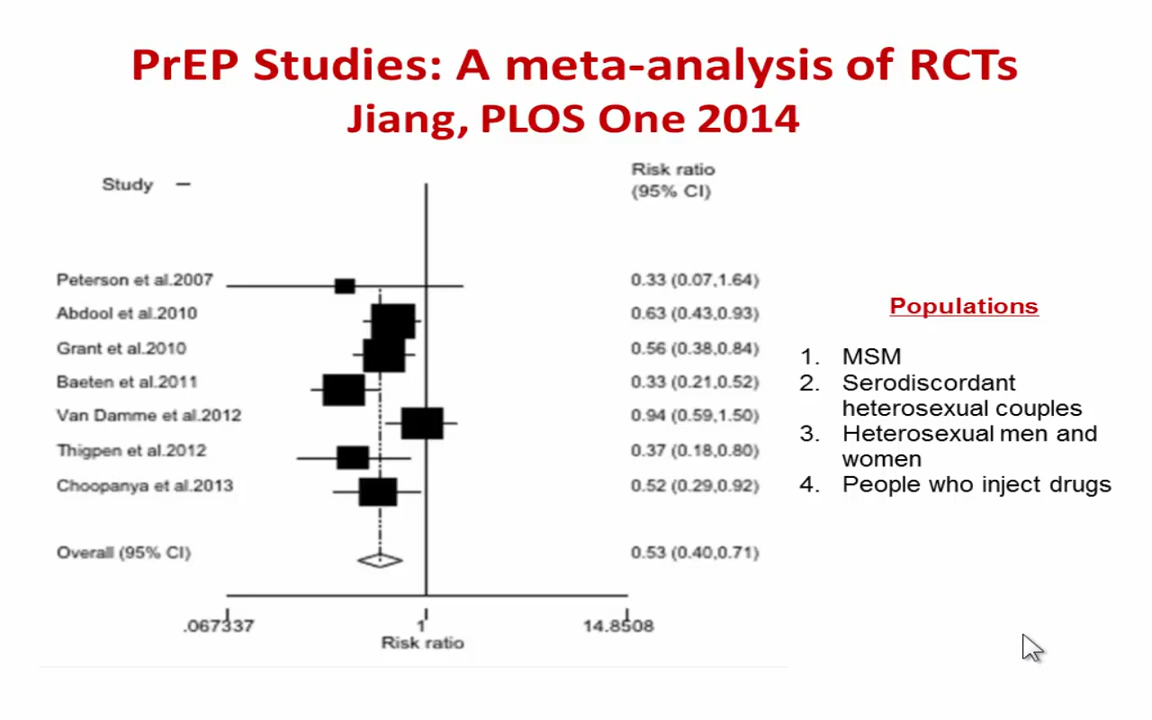 PrEP Studies: A meta-analysis of RCTs
Jiang, PLOS One 2014
Study –
Risk ratio
(95% CI)
Peterson et al.2007 0.33 (0.07,1.64)
Abdool et al.2010 0.63 (0.43,0.93)
Grant et al.2010 0.56 (0.38,0.84)
Baeten et al.2011 0.33 (0.21,0.52)
Van Damme et al.2012 0.94 (0.59,1.50)
Thigpen et al.2012 0.37 (0.18,0.80)
Choopanya et al.2013 0.52 (0.29,0.92)
Overall (95% CI) 0.53 (0.40,0.71)
.067337 1 14.8508
Risk ratio
Populations
1. MSM
2. Serodiscordant
heterosexual couples
3. Heterosexual men and
women
4. People who inject drugs